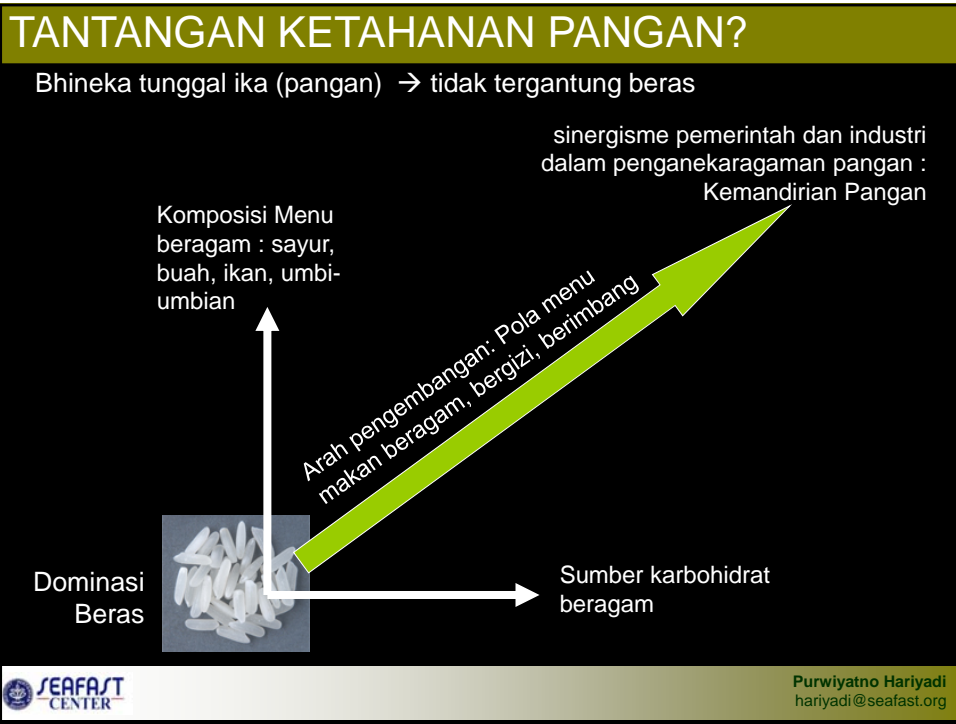 TANTANGAN KETAHANAN PANGAN?
Bhineka tunggal ika (pangan) → tidak tergantung beras
sinergisme pemerintah dan industri
dalam penganekaragaman pangan :
Kemandirian Pangan
Komposisi Menu
beragam : sayur,
buah, ikan, umbi-
umbian
Arah pengembangan: Pola menu
makan beragam, bergizi, berimbang
Dominasi
Beras
Sumber karbohidrat
beragam
SEAFAST
CENTER
Purwiyatno Hariyadi
hariyadi@seafast.org